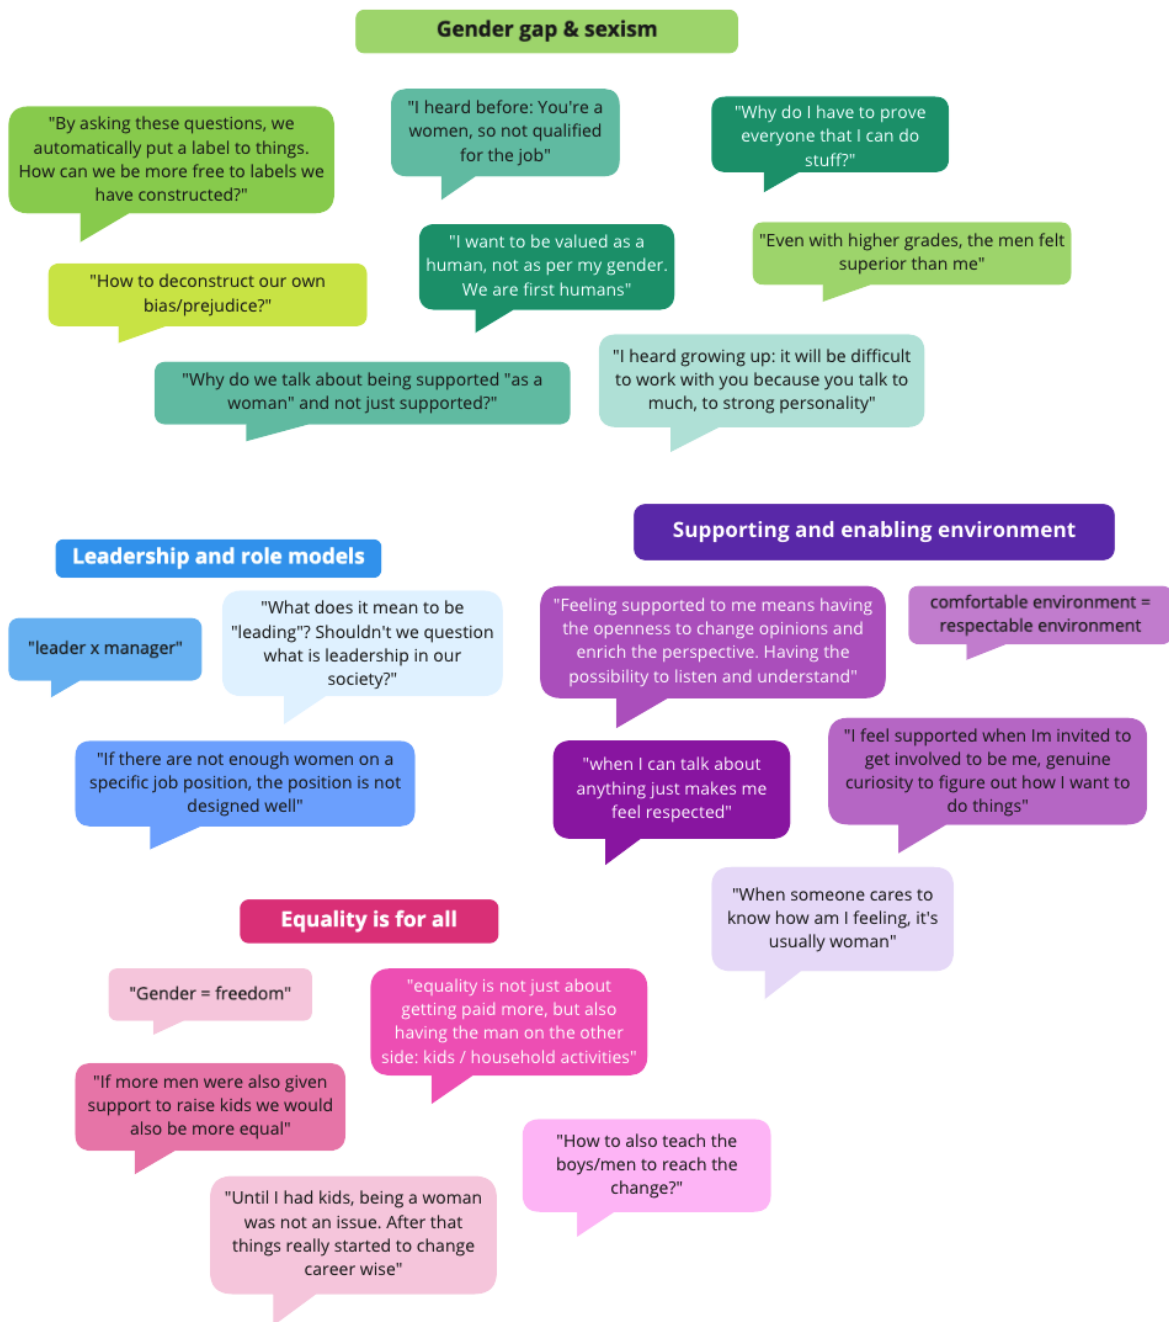 Gender gap & sexism
"By asking these questions, we
automatically put a label to things.
How can we be more free to labels we
have constructed?"
"I heard before: You're a
women, so not qualified
for the job"
"Why do I have to prove
everyone that I can do
stuff?"
"How to deconstruct our own
bias/prejudice?"
"I want to be valued as a
human, not as per my gender.
We are first humans"
"Even with higher grades, the men felt
superior than me"
"Why do we talk about being supported "as a
woman" and not just supported?"
"I heard growing up: it will be difficult
to work with you because you talk to
much, to strong personality"
Leadership and role models
"leader x manager"
"What does it mean to be
"leading"? Shouldn't we question
what is leadership in our
society?"
"If there are not enough women on a
specific job position, the position is not
designed well"
Supporting and enabling environment
"Feeling supported to me means having
the openness to change opinions and
enrich the perspective. Having the
possibility to listen and understand"
comfortable environment =
respectable environment
"when I can talk about
anything just makes me
feel respected"
"I feel supported when Im invited to
get involved to be me, genuine
curiosity to figure out how I want to
do things"
"When someone cares to
know how am I feeling, it's
usually woman"
Equality is for all
"Gender = freedom"
"equality is not just about
getting paid more, but also
having the man on the other
side: kids / household activities"
"If more men were also given
support to raise kids we would
also be more equal"
"How to also teach the
boys/men to reach the
change?"
"Until I had kids, being a woman
was not an issue. After that
things really started to change
career wise"